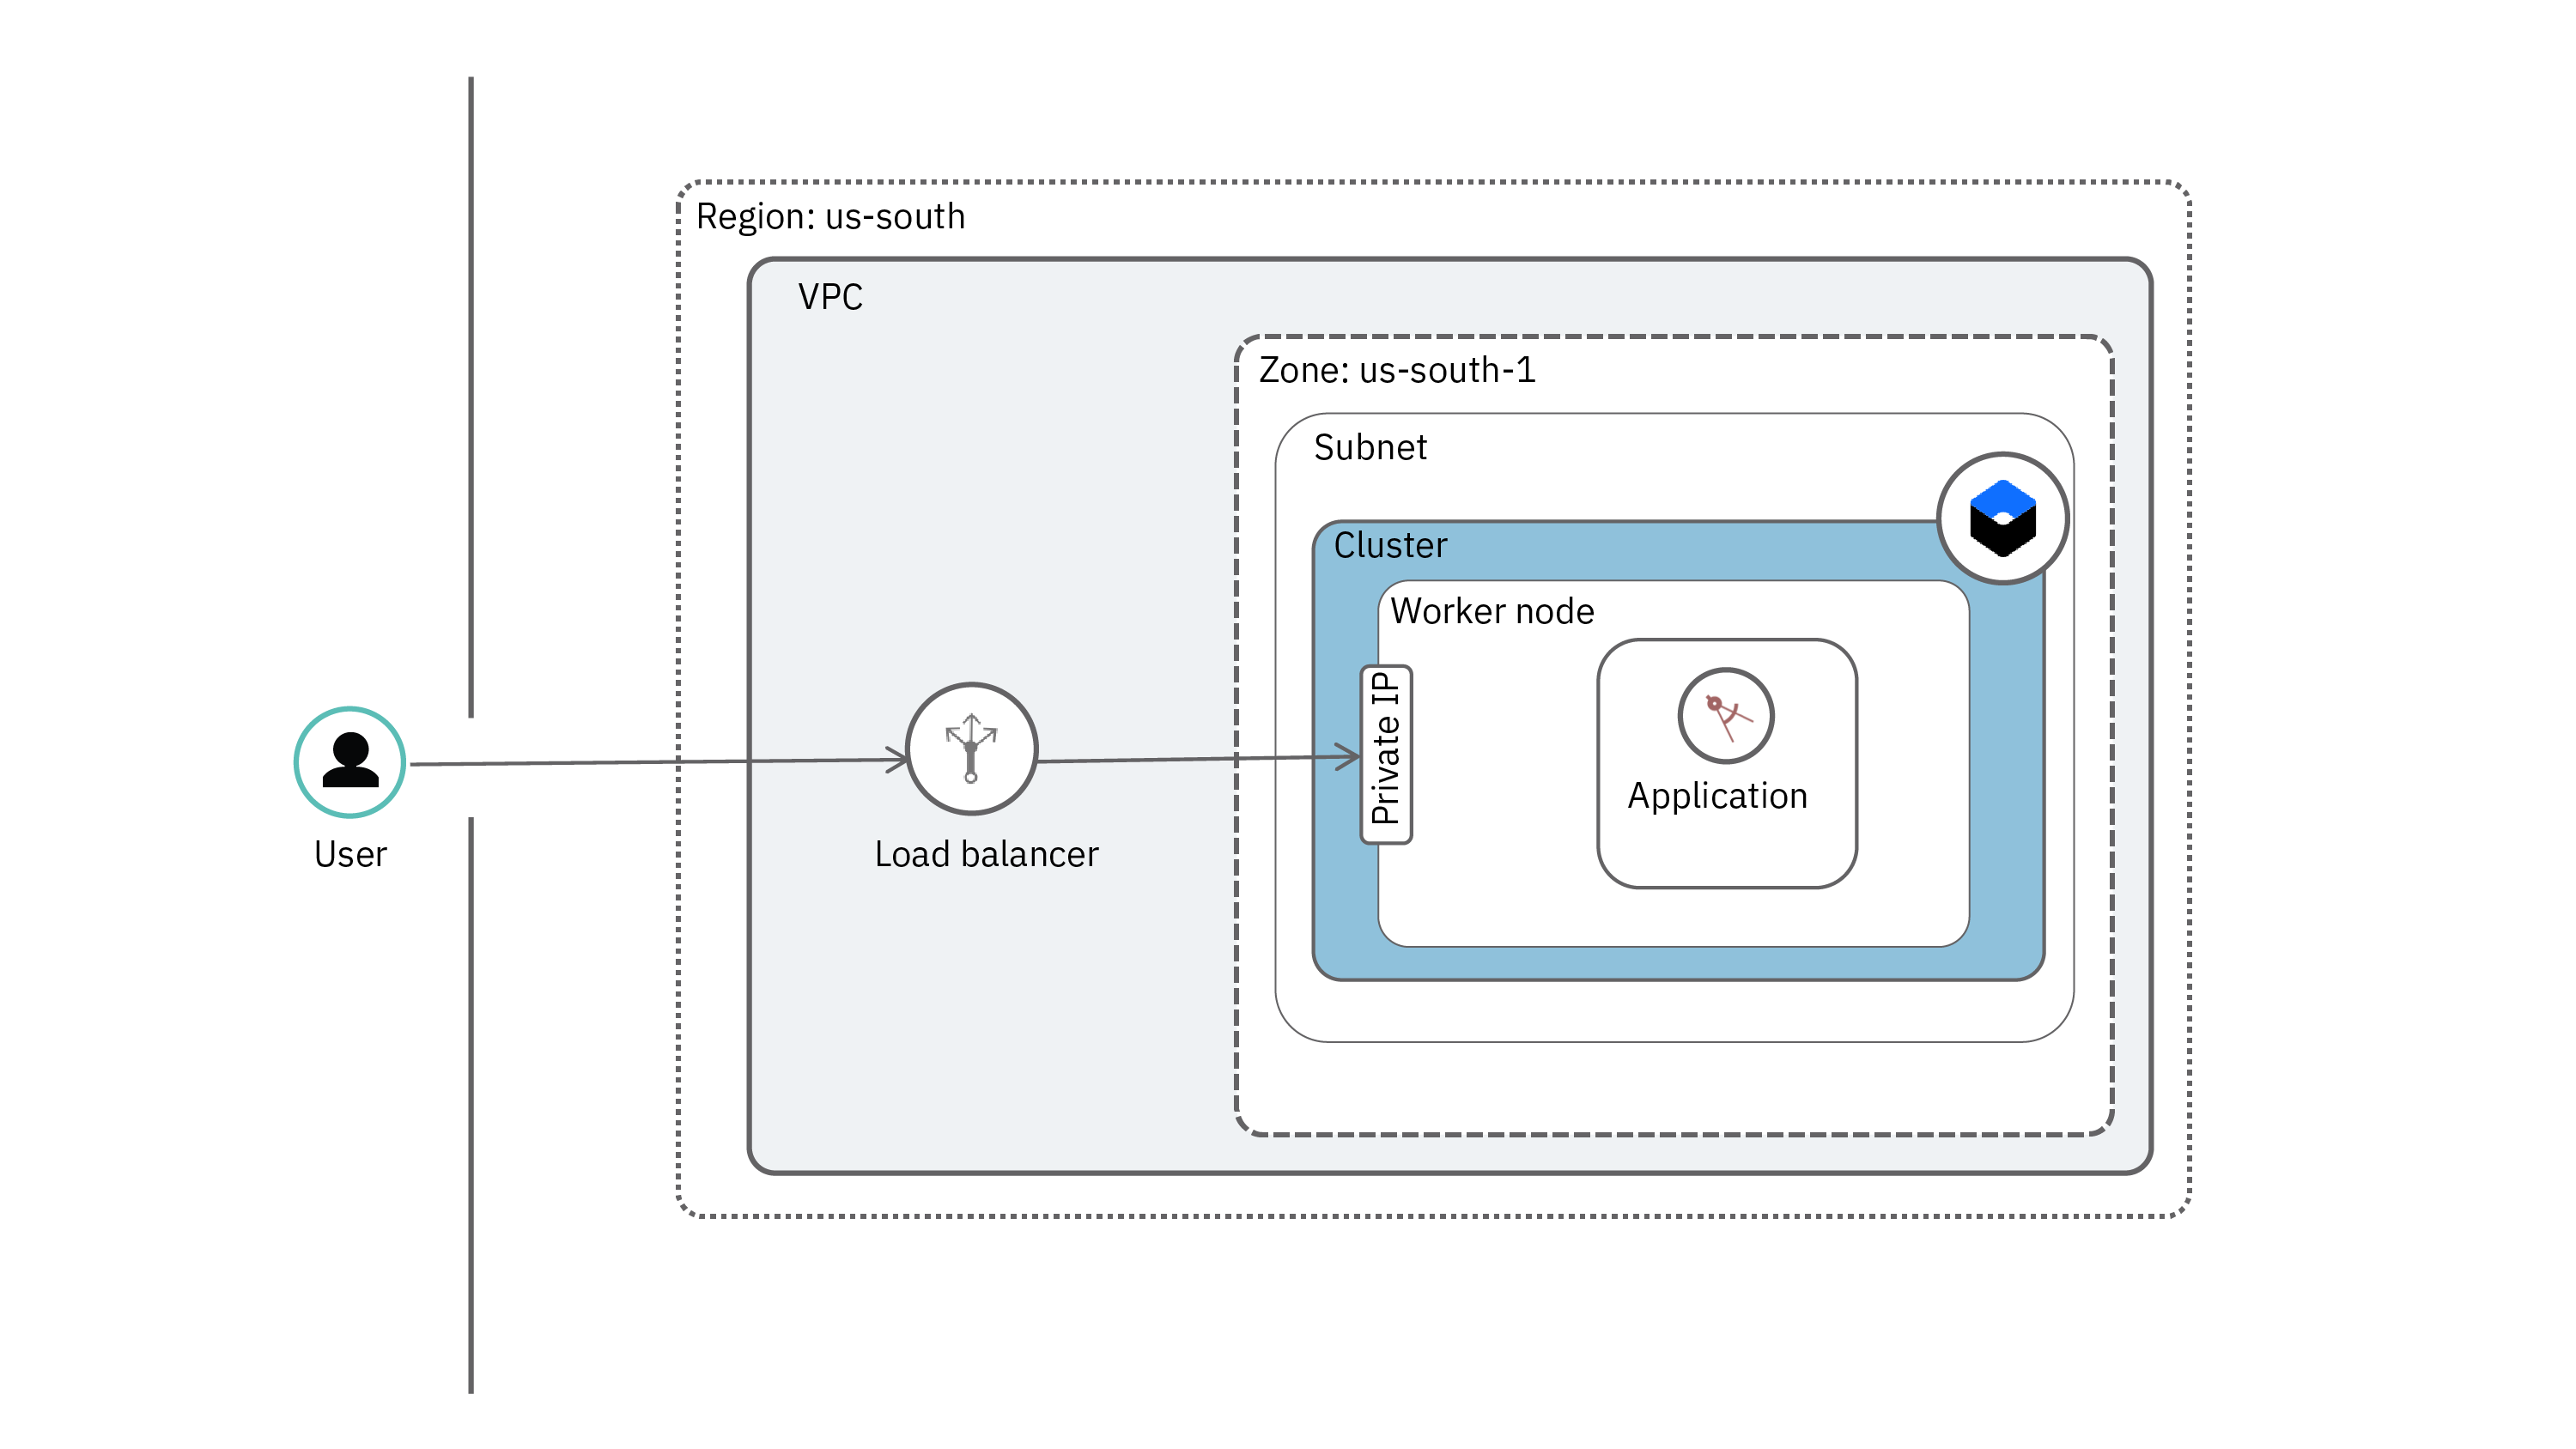 Region: us-south
VPC
Zone: us-south-1
Subnet
Cluster
Worker node
Private IP
Application
User
Load balancer